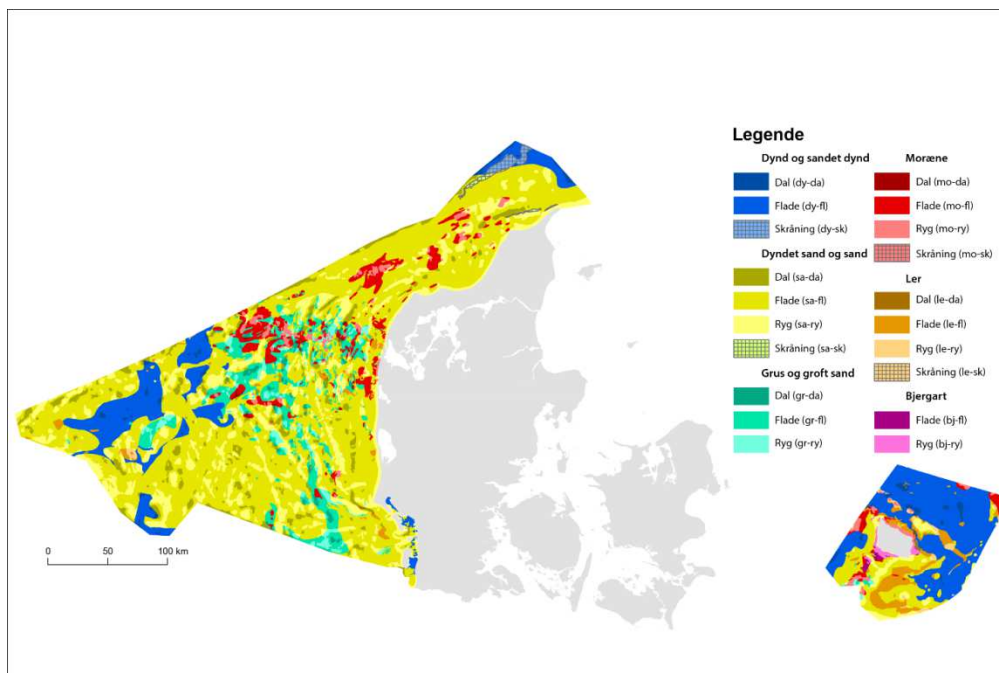 Legende
Dynd og sandet dynd
Dal (dy-da)
Flade (dy-fl)
Skråning (dy-sk)
Dyndet sand og sand
Dal (sa-da)
Flade (sa-fl)
Ryg (sa-ry)
Skråning (sa-sk)
Grus og groft sand
Dal (gr-da)
Flade (gr-fl)
Ryg (gr-ry)
Moræne
Dal (mo-da)
Flade (mo-fl)
Ryg (mo-ry)
Skråning (mo-sk)
Ler
Dal (le-da)
Flade (le-fl)
Ryg (le-ry)
Skråning (le-sk)
Bjergart
Flade (bj-fl)
Ryg (bj-ry)
0 50 100 km